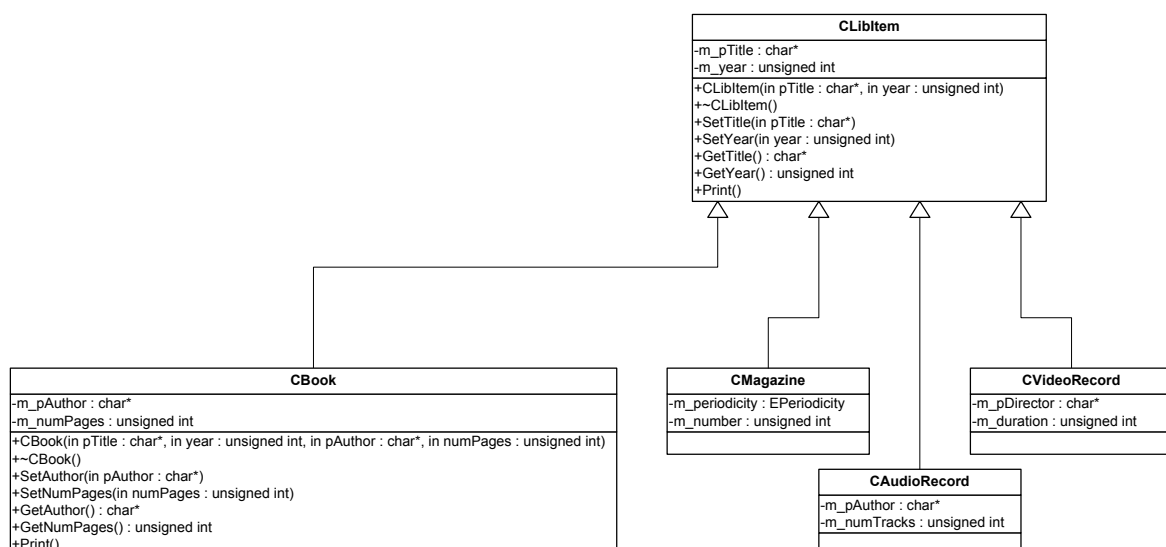 CLibItem
-m_pTitle : char*
-m_year : unsigned int
+CLibItem(in pTitle : char*, in year : unsigned int)
+~CLibItem()
+SetTitle(in pTitle : char*)
+SetYear(in year : unsigned int)
+GetTitle() : char*
+GetYear() : unsigned int
+Print()
CBook
-m_pAuthor : char*
-m_numPages : unsigned int
+CBook(in pTitle : char*, in year : unsigned int, in pAuthor : char*, in numPages : unsigned int)
+~CBook()
+SetAuthor(in pAuthor : char*)
+SetNumPages(in numPages : unsigned int)
+GetAuthor() : char*
+GetNumPages() : unsigned int
+Print()
CMagazine
-m_periodicity : EPeriodicity
-m_number : unsigned int
CVideoRecord
-m_pDirector : char*
-m_duration : unsigned int
CAudioRecord
-m_pAuthor : char*
-m_numTracks : unsigned int